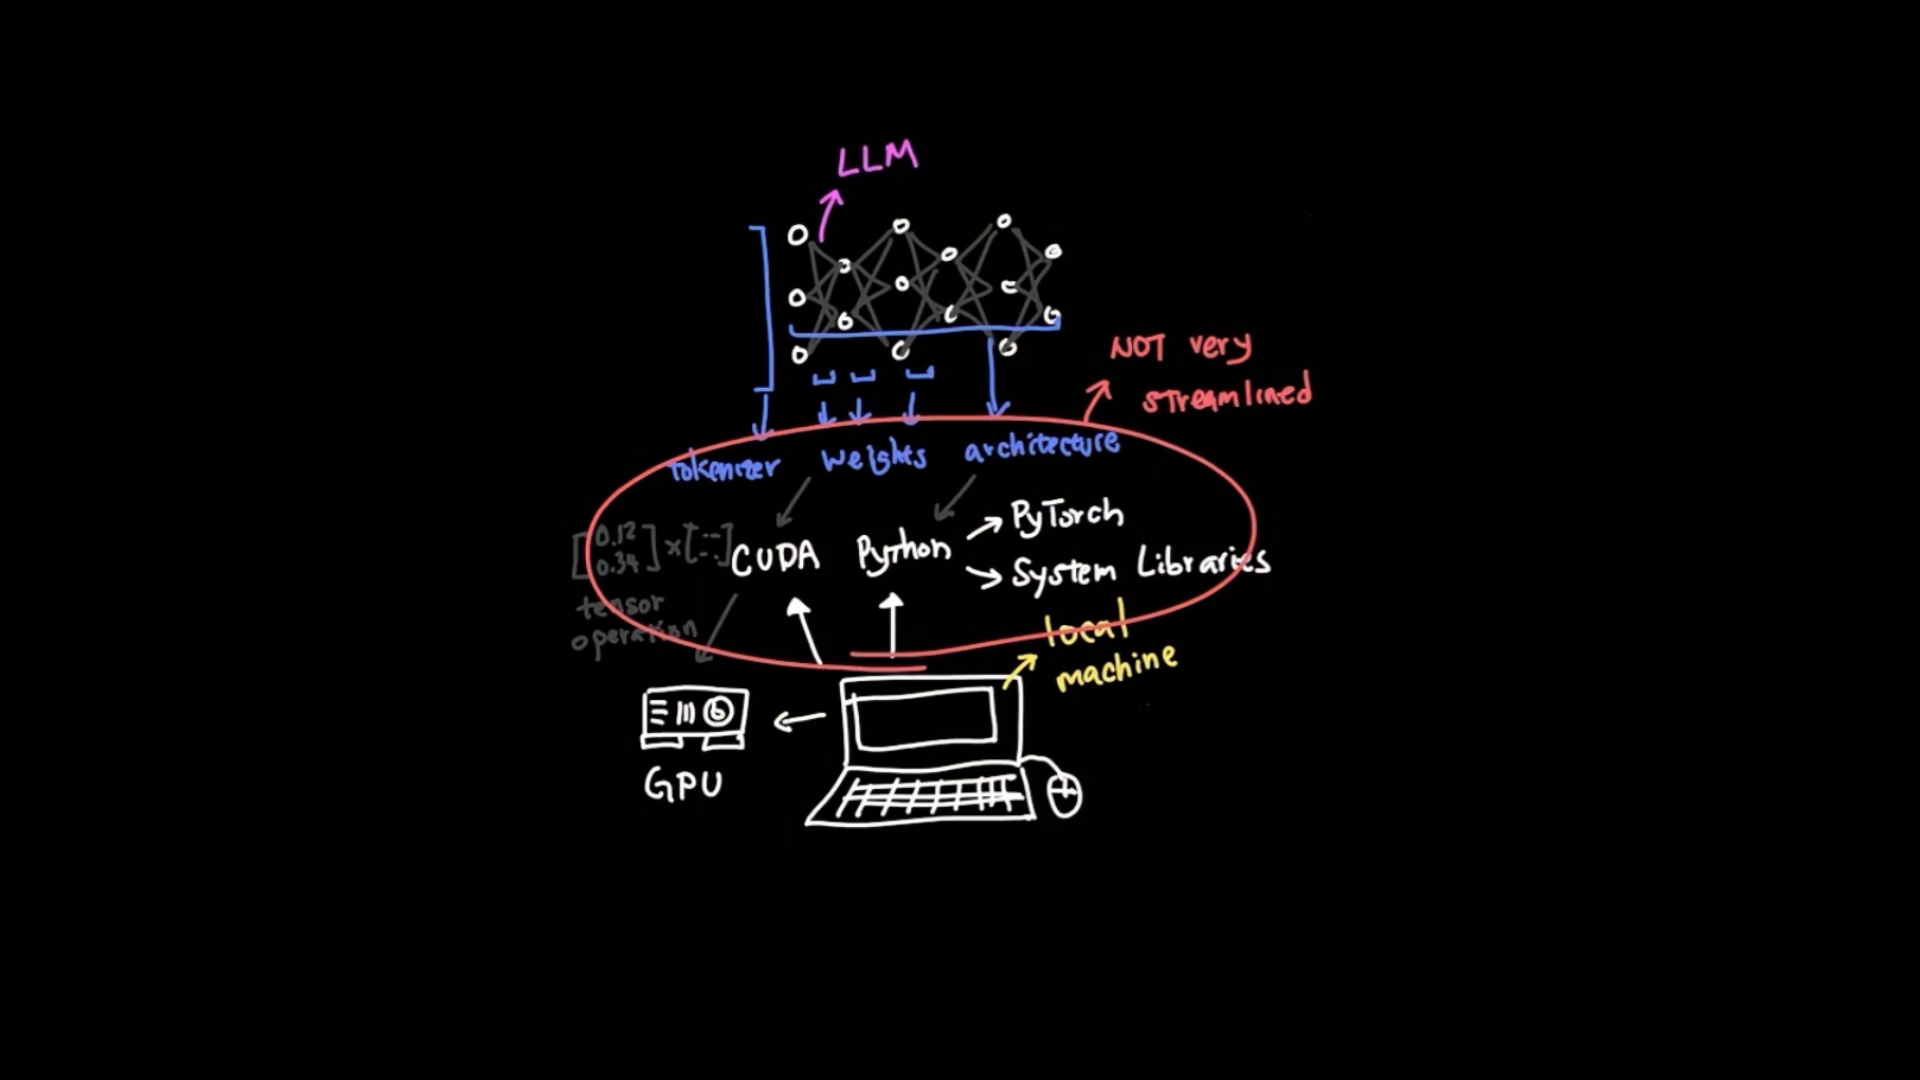 LLM
NOT very
streamlined
tokenizer weights architecture
[0.12 0.34] x [-- --]
tensor
operation
CUDA Python
PyTorch
System Libraries
local
machine
GPU